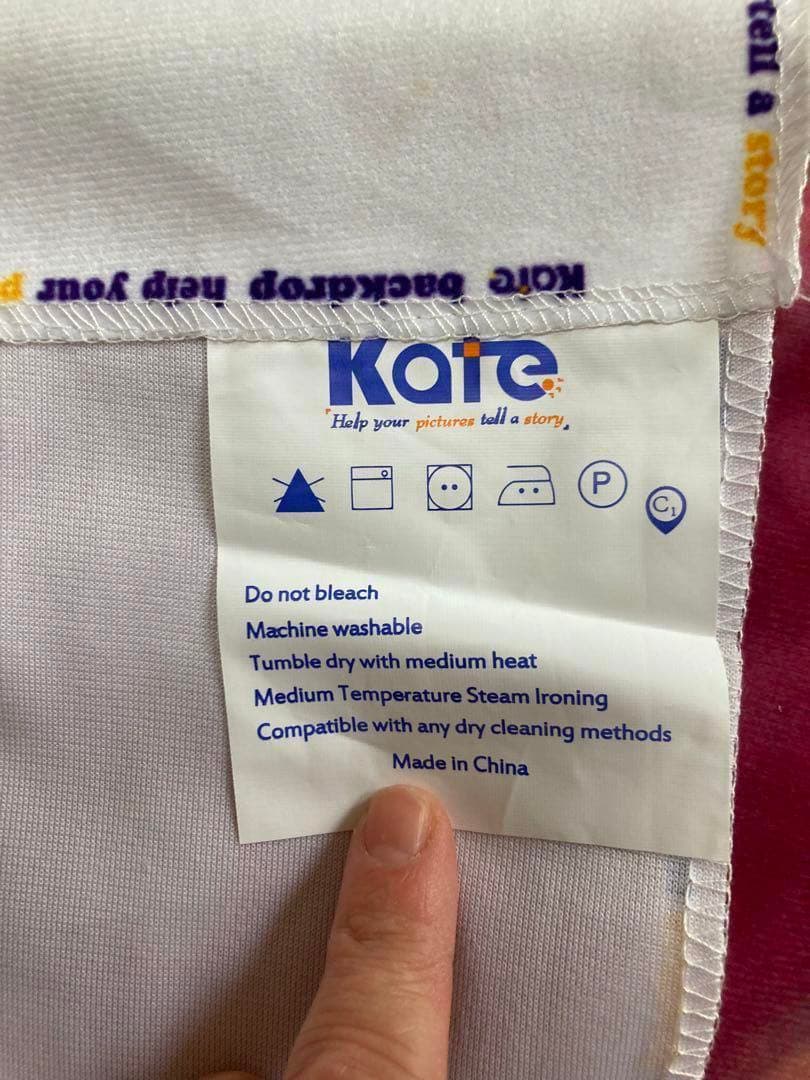 tell a story
Kate backdrop help your p
Kate
"Help your pictures tell a story„
P
C1
Do not bleach
Machine washable
Tumble dry with medium heat
Medium Temperature Steam Ironing
Compatible with any dry cleaning methods
Made in China